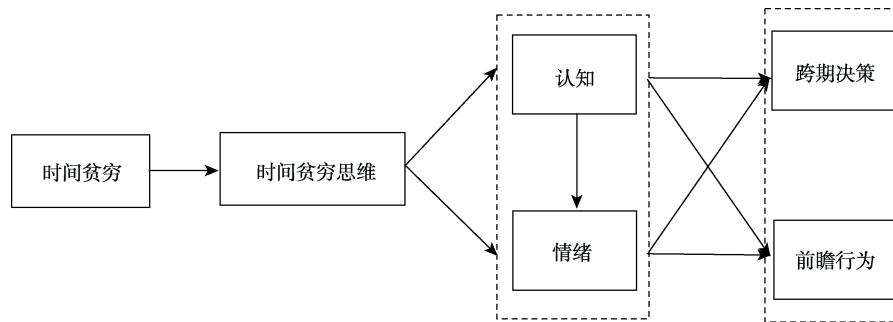 时间贫穷
时间贫穷思维
认知
情绪
跨期决策
前瞻行为